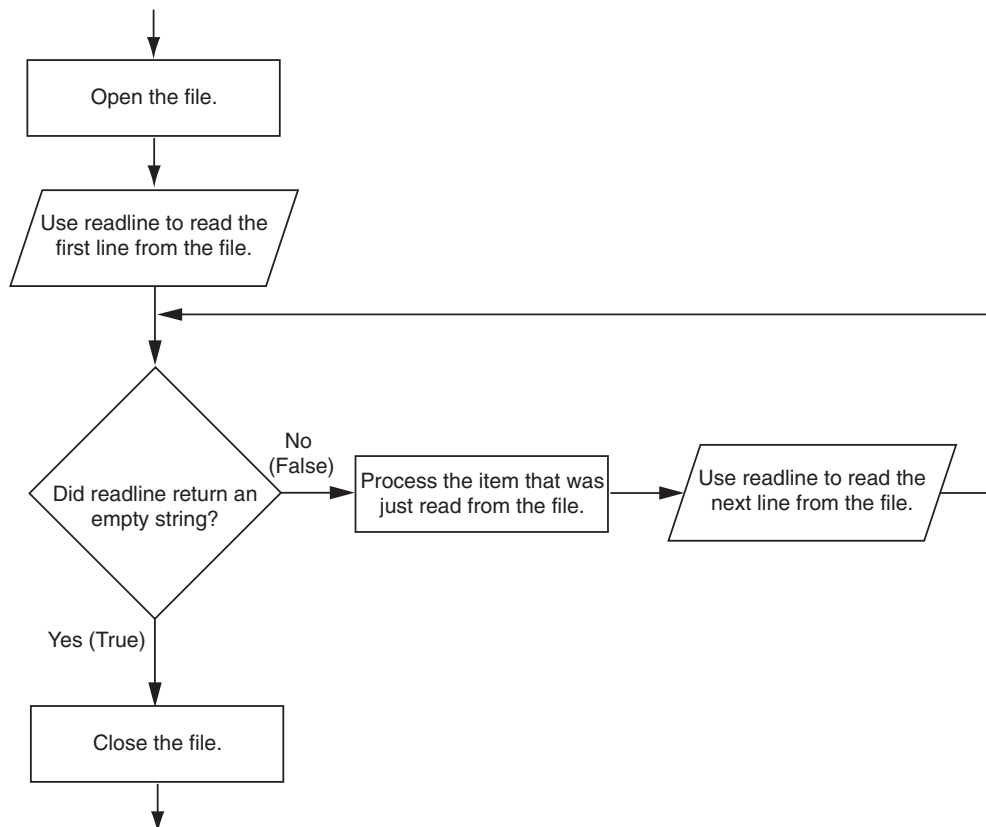 Open the file.
Use readline to read the
first line from the file.
No
(False)
Did readline return an
empty string?
Process the item that was
just read from the file.
Use readline to read the
next line from the file.
Yes (True)
Close the file.